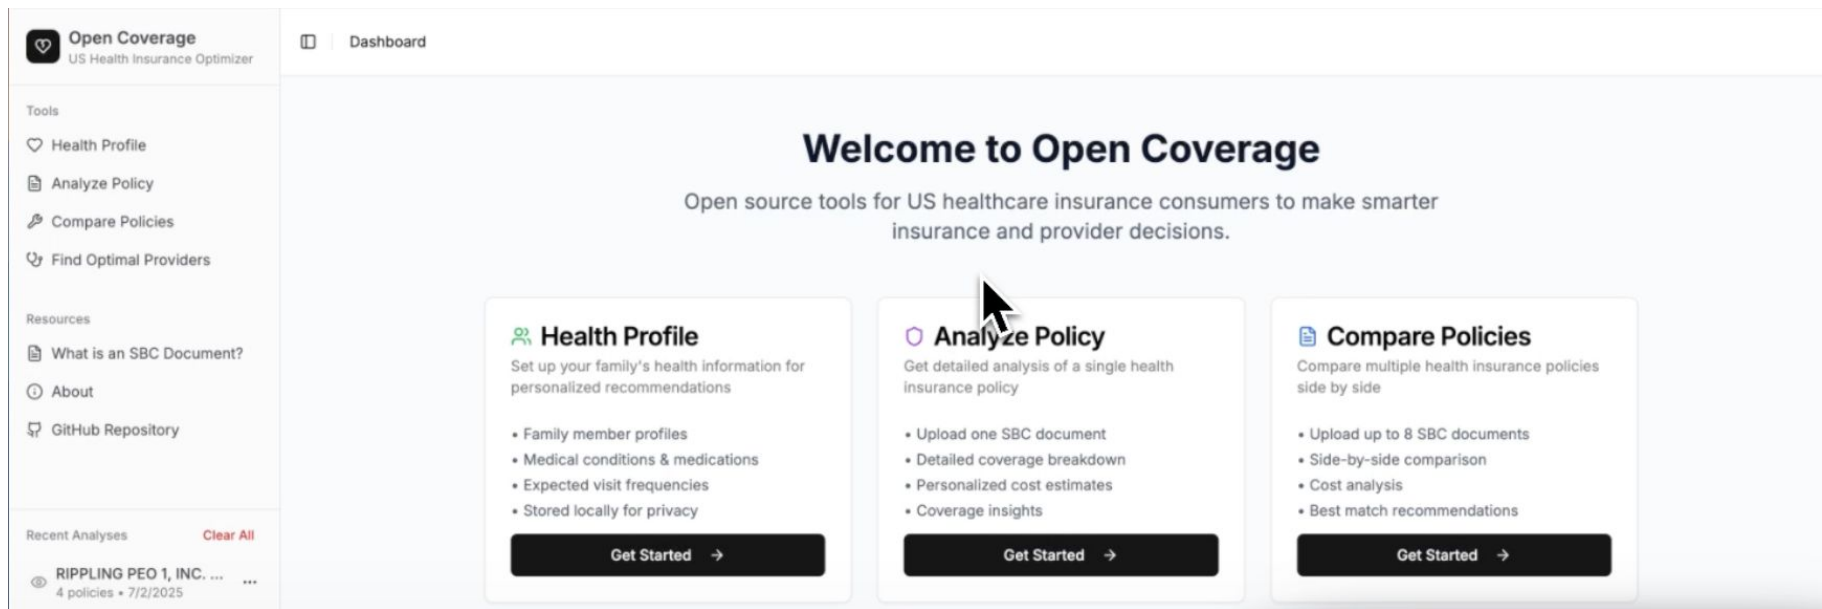 Open Coverage
US Health Insurance Optimizer
Tools
Health Profile
Analyze Policy
Compare Policies
Find Optimal Providers
Resources
What is an SBC Document?
About
GitHub Repository
Recent Analyses Clear All
RIPPLING PEO 1, INC. ...
4 policies • 7/2/2025
Dashboard
Welcome to Open Coverage
Open source tools for US healthcare insurance consumers to make smarter
insurance and provider decisions.
Health Profile
Set up your family's health information for
personalized recommendations
• Family member profiles
• Medical conditions & medications
• Expected visit frequencies
• Stored locally for privacy
Get Started →
Analyze Policy
Get detailed analysis of a single health
insurance policy
• Upload one SBC document
• Detailed coverage breakdown
• Personalized cost estimates
• Coverage insights
Get Started →
Compare Policies
Compare multiple health insurance policies
side by side
• Upload up to 8 SBC documents
• Side-by-side comparison
• Cost analysis
• Best match recommendations
Get Started →